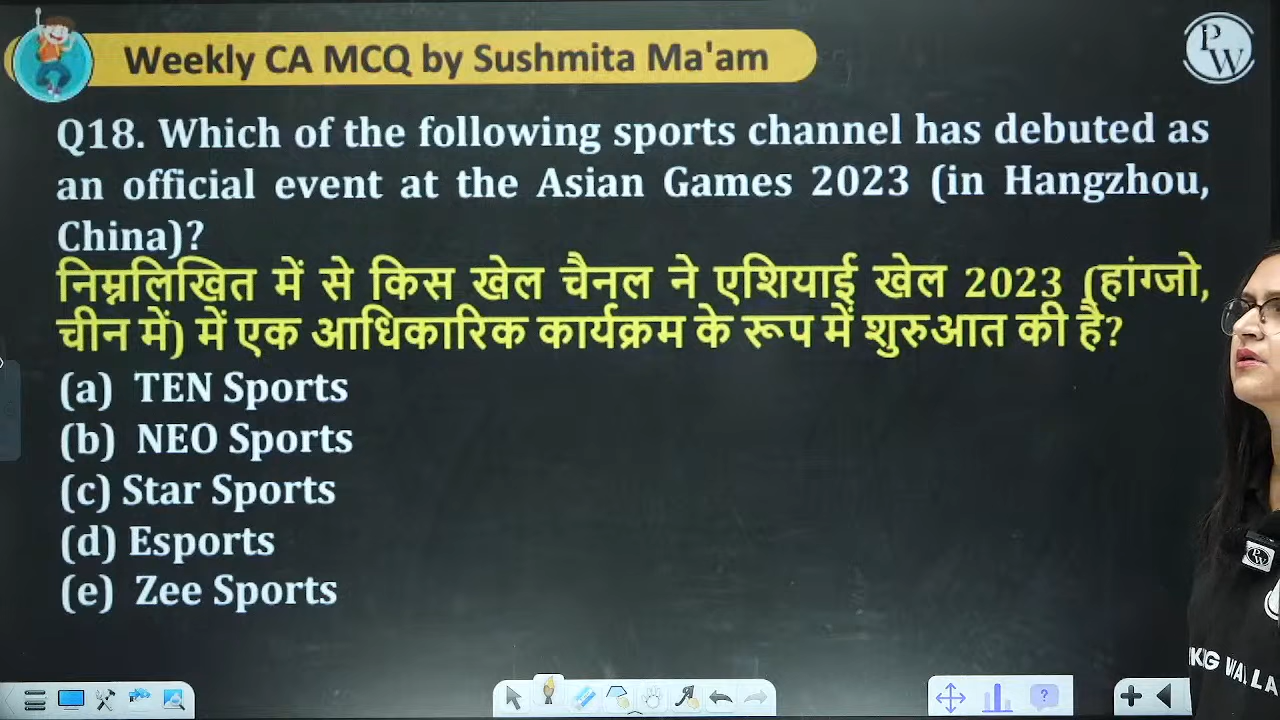 Weekly CA MCQ by Sushmita Ma'am
PW
Q18. Which of the following sports channel has debuted as
an official event at the Asian Games 2023 (in Hangzhou,
China)?
निम्नलिखित में से किस खेल चैनल ने एशियाई खेल 2023 (हांग्जो,
चीन में) में एक आधिकारिक कार्यक्रम के रूप में शुरुआत की है?
(a) TEN Sports
(b) NEO Sports
(c) Star Sports
(d) Esports
(e) Zee Sports